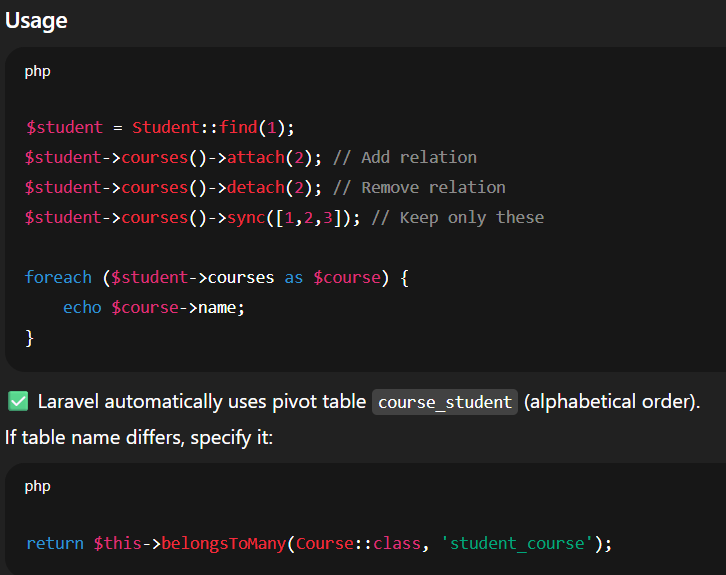 Usage
php
$student = Student::find(1);
$student->courses()->attach(2); // Add relation
$student->courses()->detach(2); // Remove relation
$student->courses()->sync([1,2,3]); // Keep only these
foreach ($student->courses as $course) {
    echo $course->name;
}
✅ Laravel automatically uses pivot table course_student (alphabetical order).
If table name differs, specify it:
php
return $this->belongsToMany(Course::class, 'student_course');